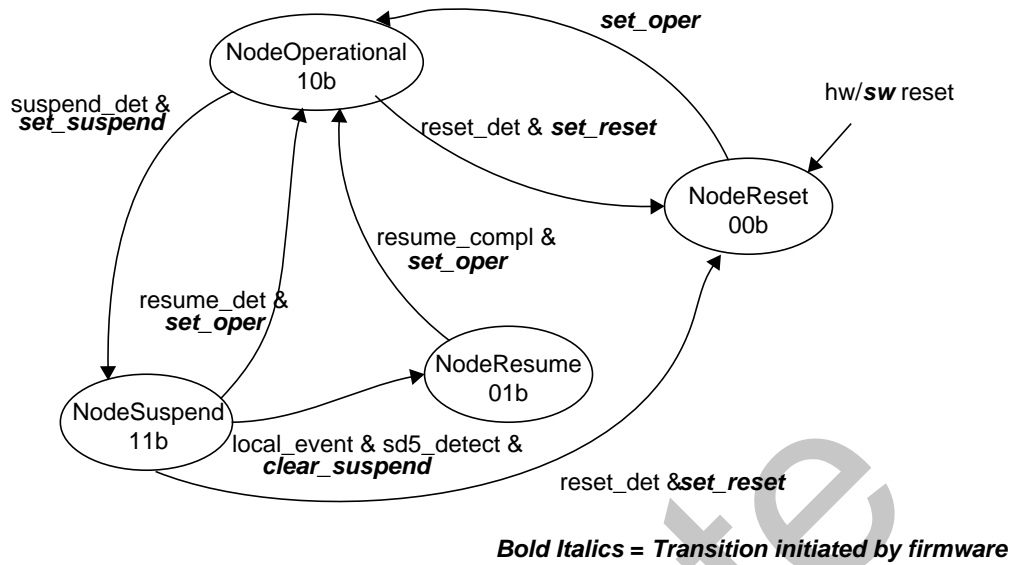 set_oper
NodeOperational
10b
hw/sw reset
suspend_det &
set_suspend
reset_det & set_reset
NodeReset
00b
resume_compl &
set_oper
resume_det &
set_oper
NodeResume
01b
NodeSuspend
11b
local_event & sd5_detect &
clear_suspend
reset_det &set_reset
Bold Italics = Transition initiated by firmware